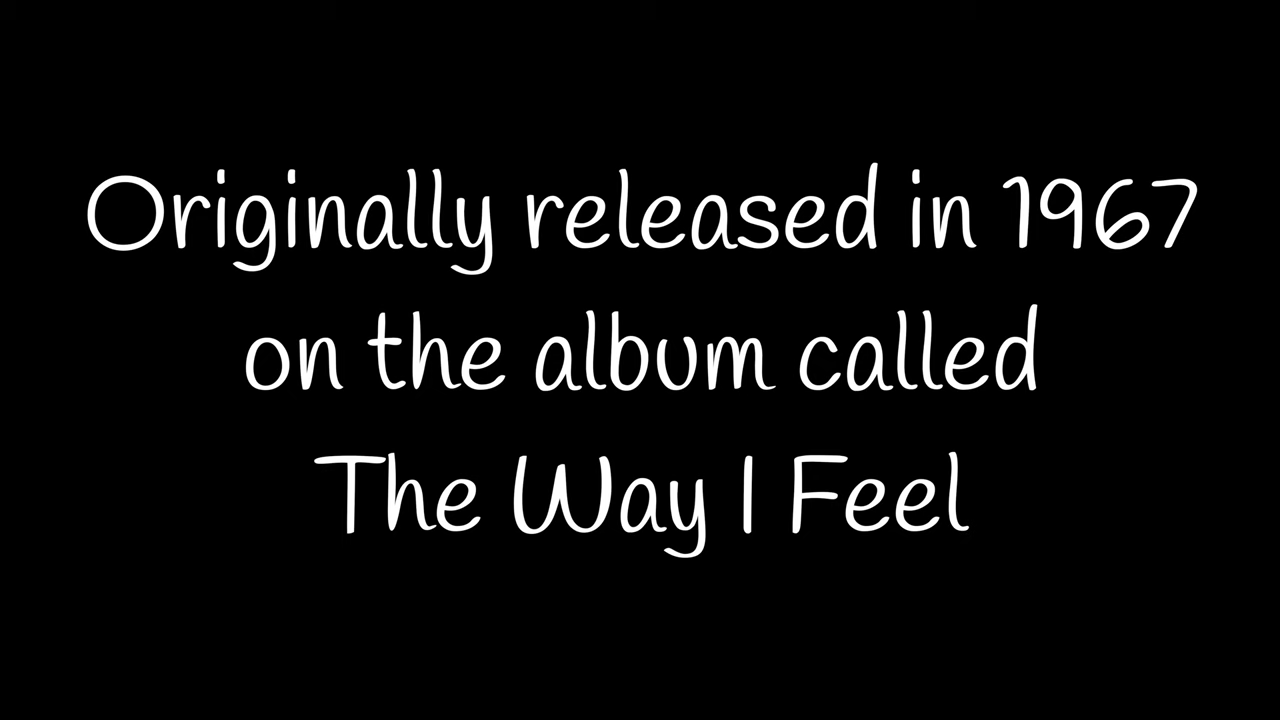 Originally released in 1967
on the album called
The Way I Feel